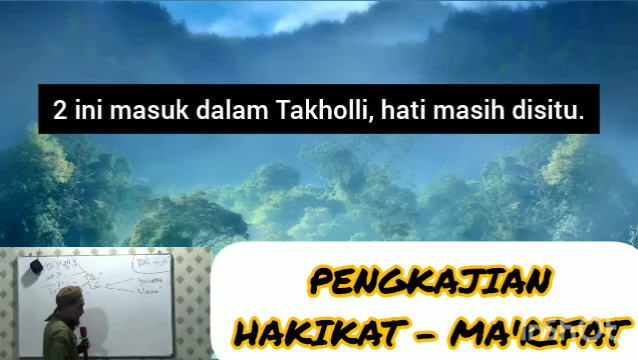 2 ini masuk dalam Takholli, hati masih disitu.
PENGKAJIAN
HAKIKAT - MA'RIFAT